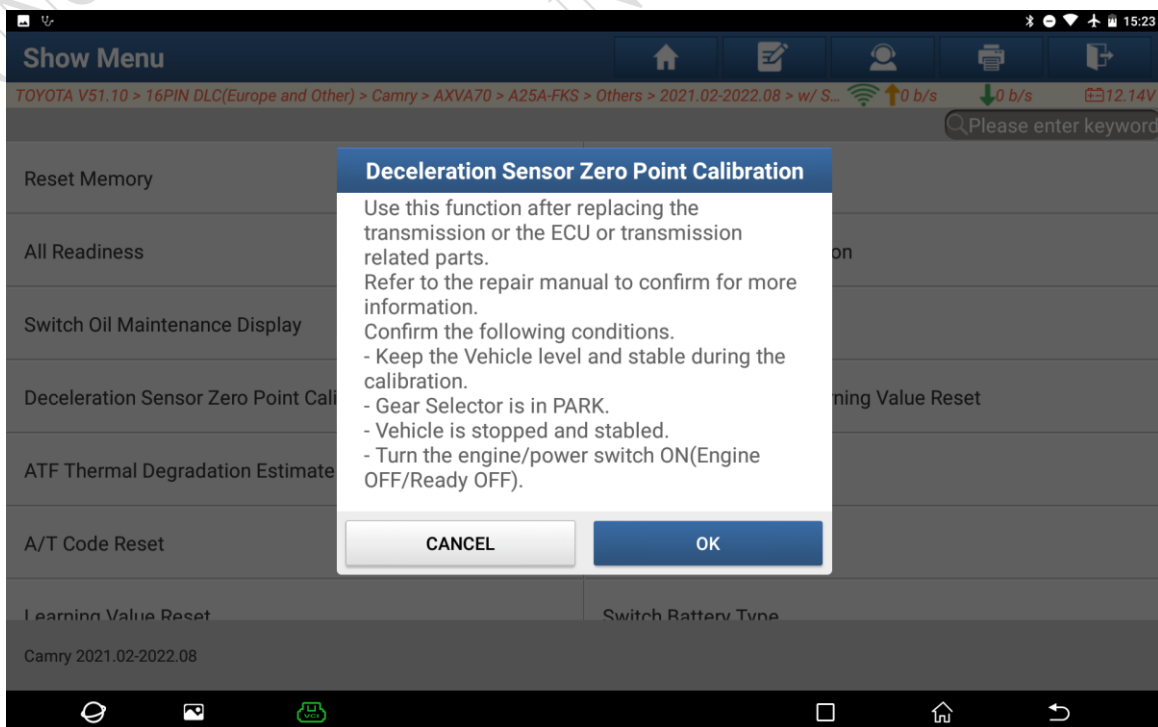 15:23
Show Menu
TOYOTA V51.10 > 16PIN DLC(Europe and Other) > Camry > AXVA70 > A25A-FKS > Others > 2021.02-2022.08 > w/ S... 0 b/s 0 b/s 12.14V
Please enter keyword
Deceleration Sensor Zero Point Calibration
Use this function after replacing the
transmission or the ECU or transmission
related parts.
Refer to the repair manual to confirm for more
information.
Confirm the following conditions.
- Keep the Vehicle level and stable during the
calibration.
- Gear Selector is in PARK.
- Vehicle is stopped and stabled.
- Turn the engine/power switch ON(Engine
OFF/Ready OFF).
CANCEL OK
Reset Memory
All Readiness on
Switch Oil Maintenance Display
Deceleration Sensor Zero Point Cali rning Value Reset
ATF Thermal Degradation Estimate
A/T Code Reset
Learning Value Reset Switch Battery Type
Camry 2021.02-2022.08
VCI